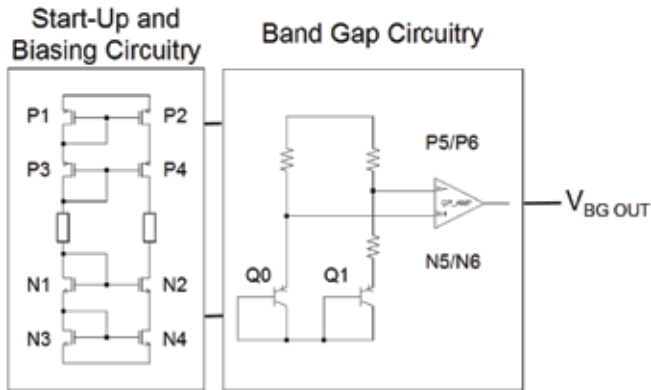 Start-Up and
Biasing Circuitry
Band Gap Circuitry
P1
P2
P3
P4
P5/P6
V BG OUT
N5/N6
Q0
Q1
N1
N2
N3
N4